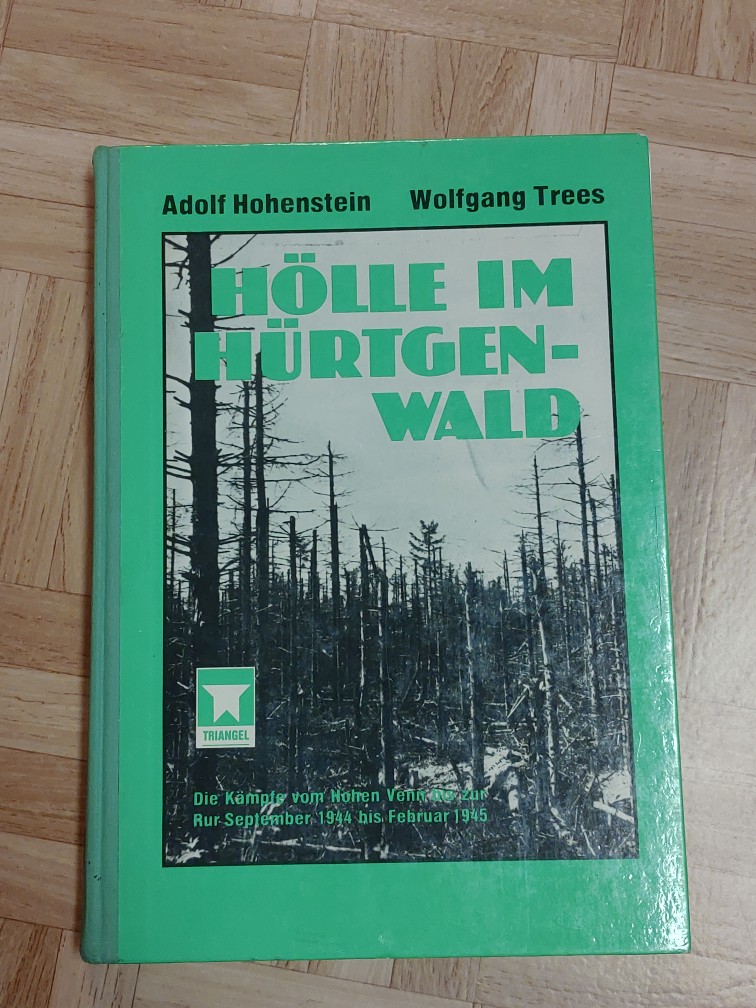 Adolf Hohenstein Wolfgang Trees
HÖLLE IM
HÜRTGEN-
WALD
TRIANGEL
Die Kämpfe vom Hohen Venn bis zur
Rur September 1944 bis Februar 1945